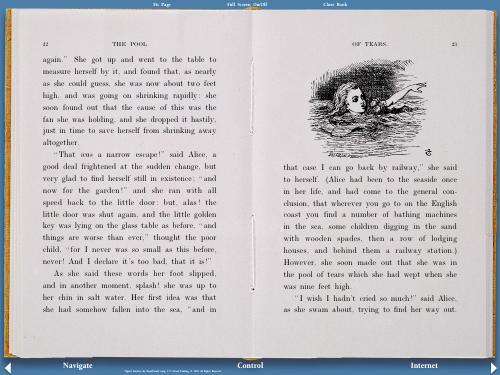 1st Page
Full Screen On/Off
Close Book
22 THE POOL
again." She got up and went to the table to
measure herself by it, and found that, as nearly
as she could guess, she was now about two feet
high, and was going on shrinking rapidly: she
soon found out that the cause of this was the
fan she was holding, and she dropped it hastily,
just in time to save herself from shrinking away
altogether.
"That was a narrow escape!" said Alice, a
good deal frightened at the sudden change, but
very glad to find herself still in existence: "and
now for the garden!" and she ran with all
speed back to the little door: but, alas! the
little door was shut again, and the little golden
key was lying on the glass table as before, "and
things are worse than ever," thought the poor
child, "for I never was so small as this before,
never! And I declare it's too bad, that it is!"
As she said these words her foot slipped,
and in another moment, splash! she was up to
her chin in salt water. Her first idea was that
she had somehow fallen into the sea, "and in
OF TEARS. 23
that case I can go back by railway," she said
to herself. (Alice had been to the seaside once
in her life, and had come to the general con-
clusion, that wherever you go to on the English
coast you find a number of bathing machines
in the sea, some children digging in the sand
with wooden spades, then a row of lodging
houses, and behind them a railway station.)
However, she soon made out that she was in
the pool of tears which she had wept when she
was nine feet high.
"I wish I hadn't cried so much!" said Alice,
as she swam about, trying to find her way out.
Navigate
Control
Internet